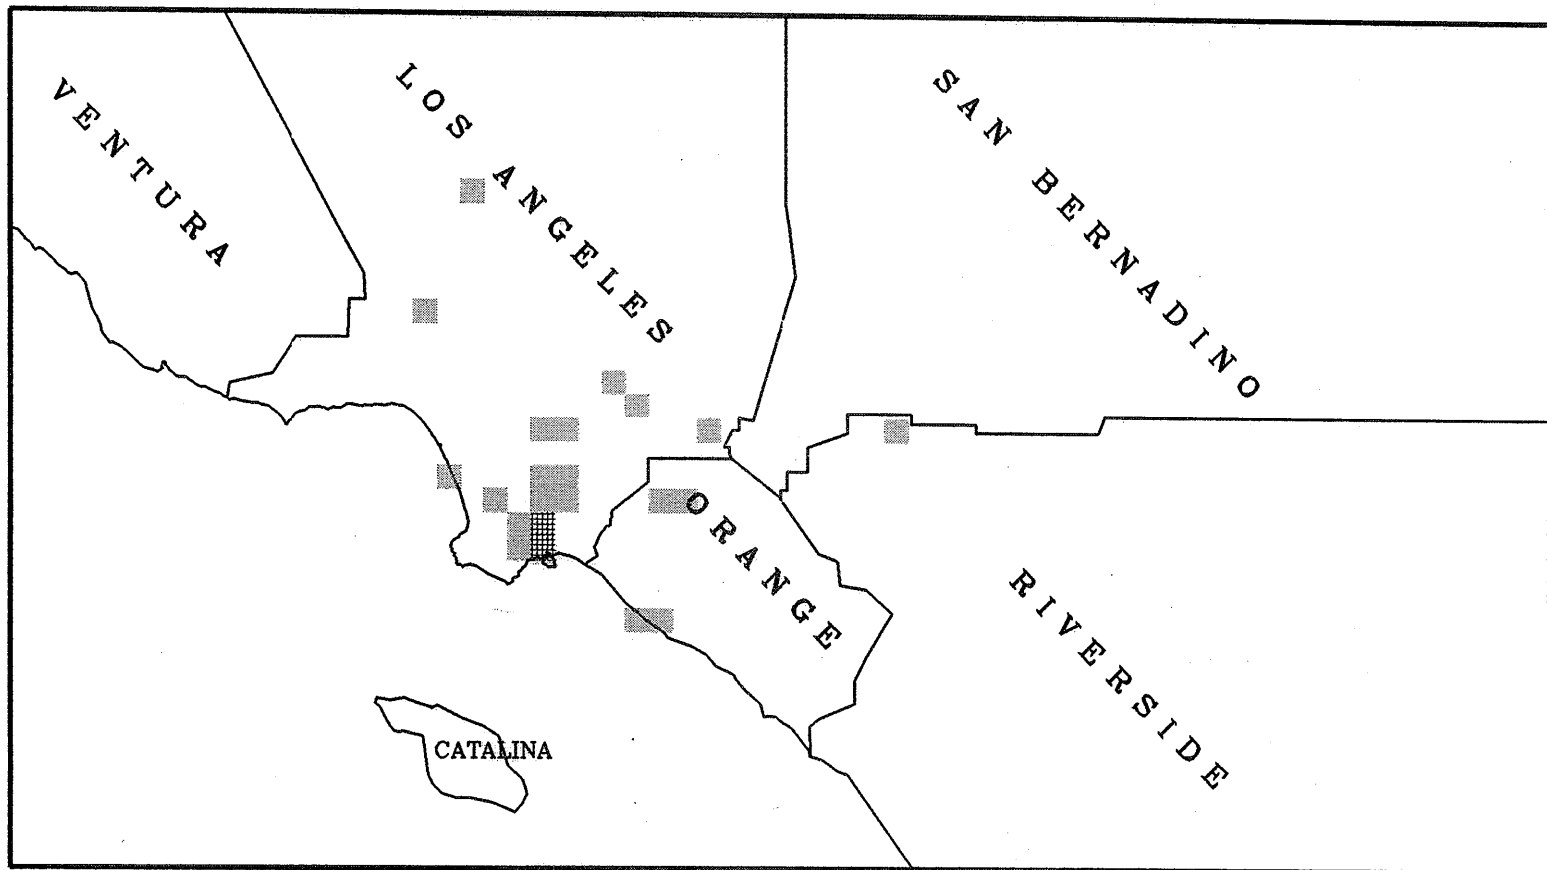 VENTURA
LOS ANGELES
SAN BERNADINO
ORANGE
RIVERSIDE
CATALINA